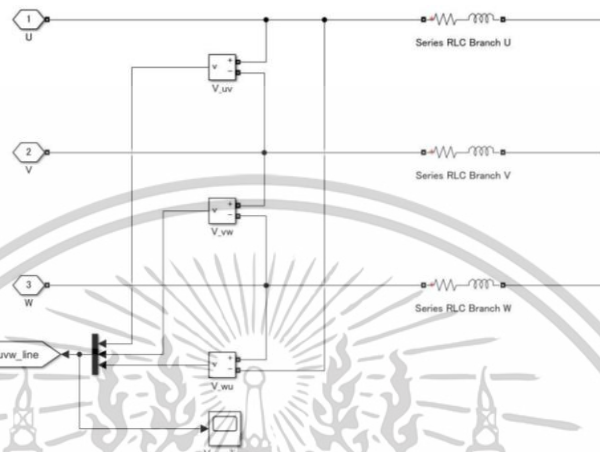 1
U
Series RLC Branch U
+
-
v
V_uv
2
V
Series RLC Branch V
+
-
v
V_vw
3
W
Series RLC Branch W
uvw_line
+
-
v
V_wu